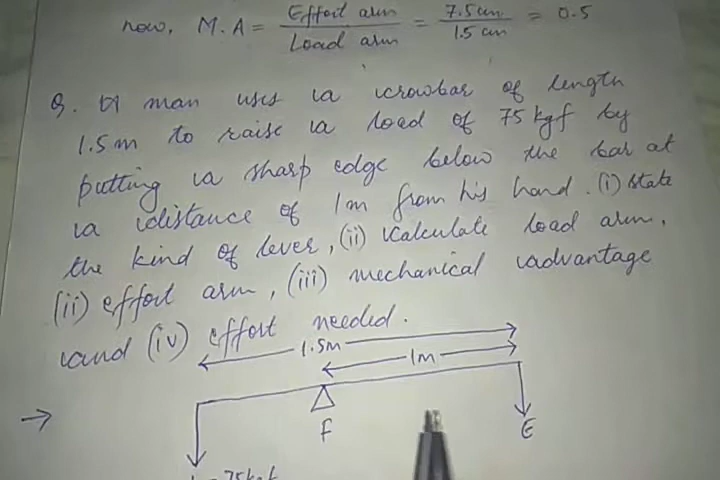 now, M.A = Effort arm / Load arm = 7.5 cm / 1.5 cm = 0.5
Q. A man uses a crowbar of length
1.5m to raise a load of 75 kgf by
putting a sharp edge below the bar at
a distance of 1m from his hand. (i) state
the kind of lever, (ii) calculate load arm,
(ii) effort arm, (iii) mechanical advantage
and (iv) effort needed.
1.5m
1m
F
E
75kgf